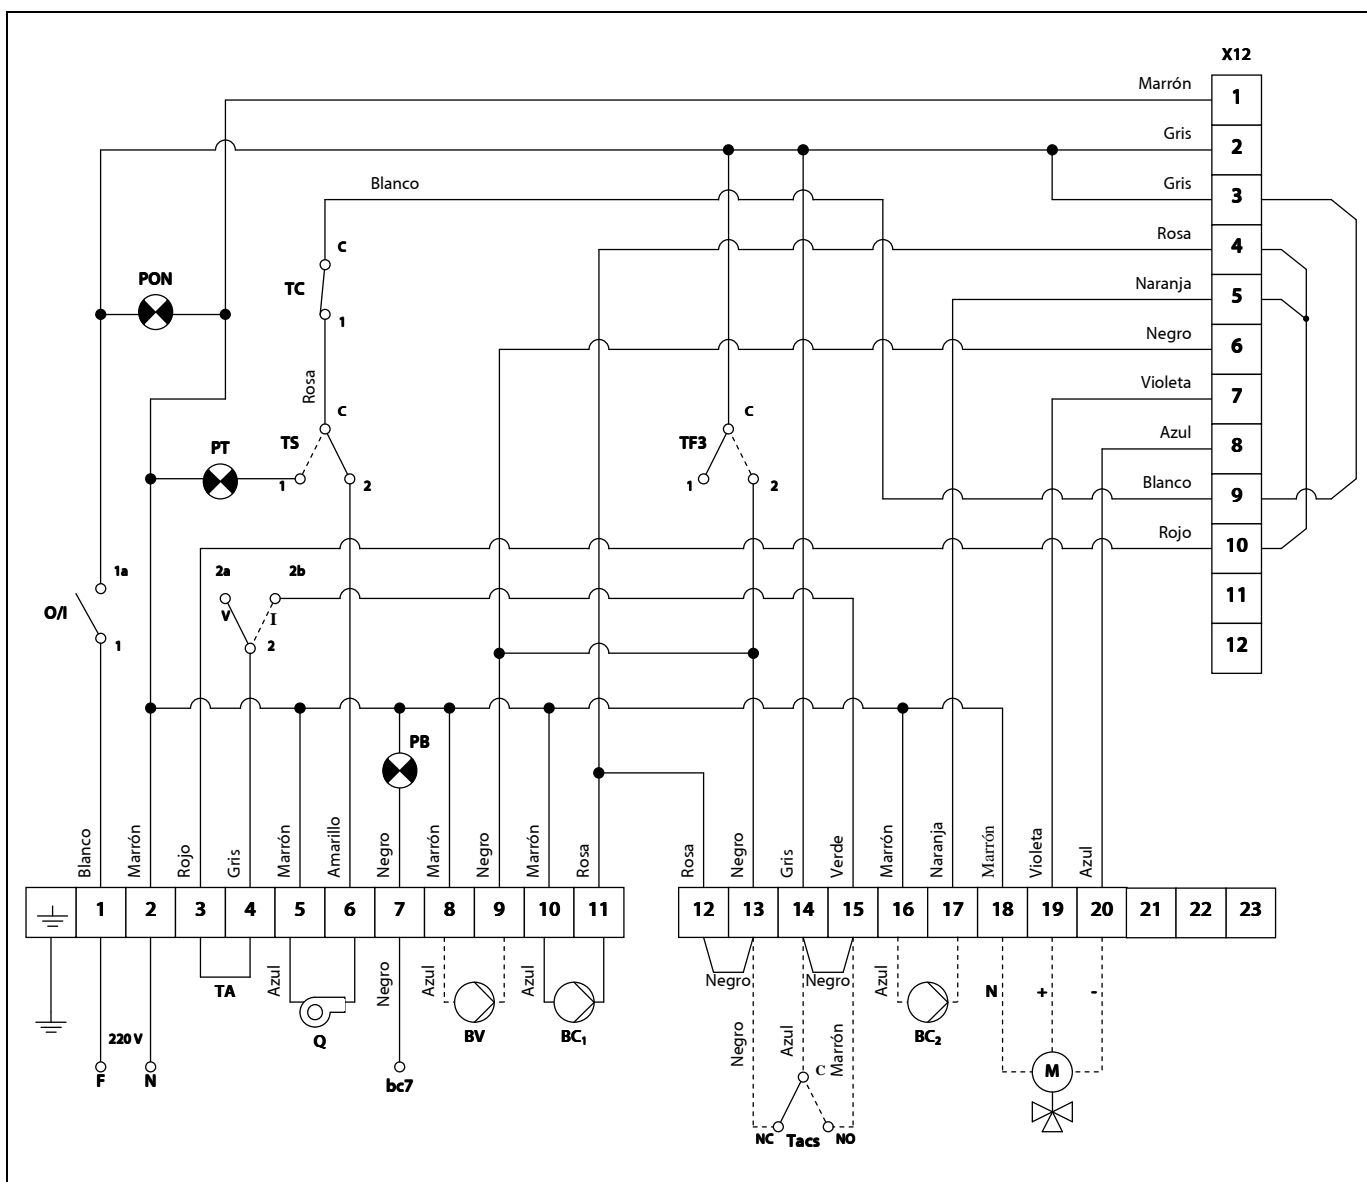 X12
Marrón 1
Gris 2
Blanco Gris 3
Rosa 4
Naranja 5
Negro 6
Violeta 7
Azul 8
Blanco 9
Rojo 10
11
12
PON
C
TC
1
Rosa
C
TS
1 2
PT
C
TF3
1 2
1a
O/I
1
2a 2b
V I
2
PB
Blanco Marrón Rojo Gris Marrón Amarillo Negro Marrón Negro Marrón Rosa Rosa Negro Gris Verde Marrón Naranja Marrón Violeta Azul
1 2 3 4 5 6 7 8 9 10 11 12 13 14 15 16 17 18 19 20 21 22 23
TA
Azul
Q
Negro
Azul
BV
Azul
BC1
Negro Negro
Azul
BC2
N + -
M
220 V
F N
bc7
Negro Azul Marrón
C
NC Tacs NO